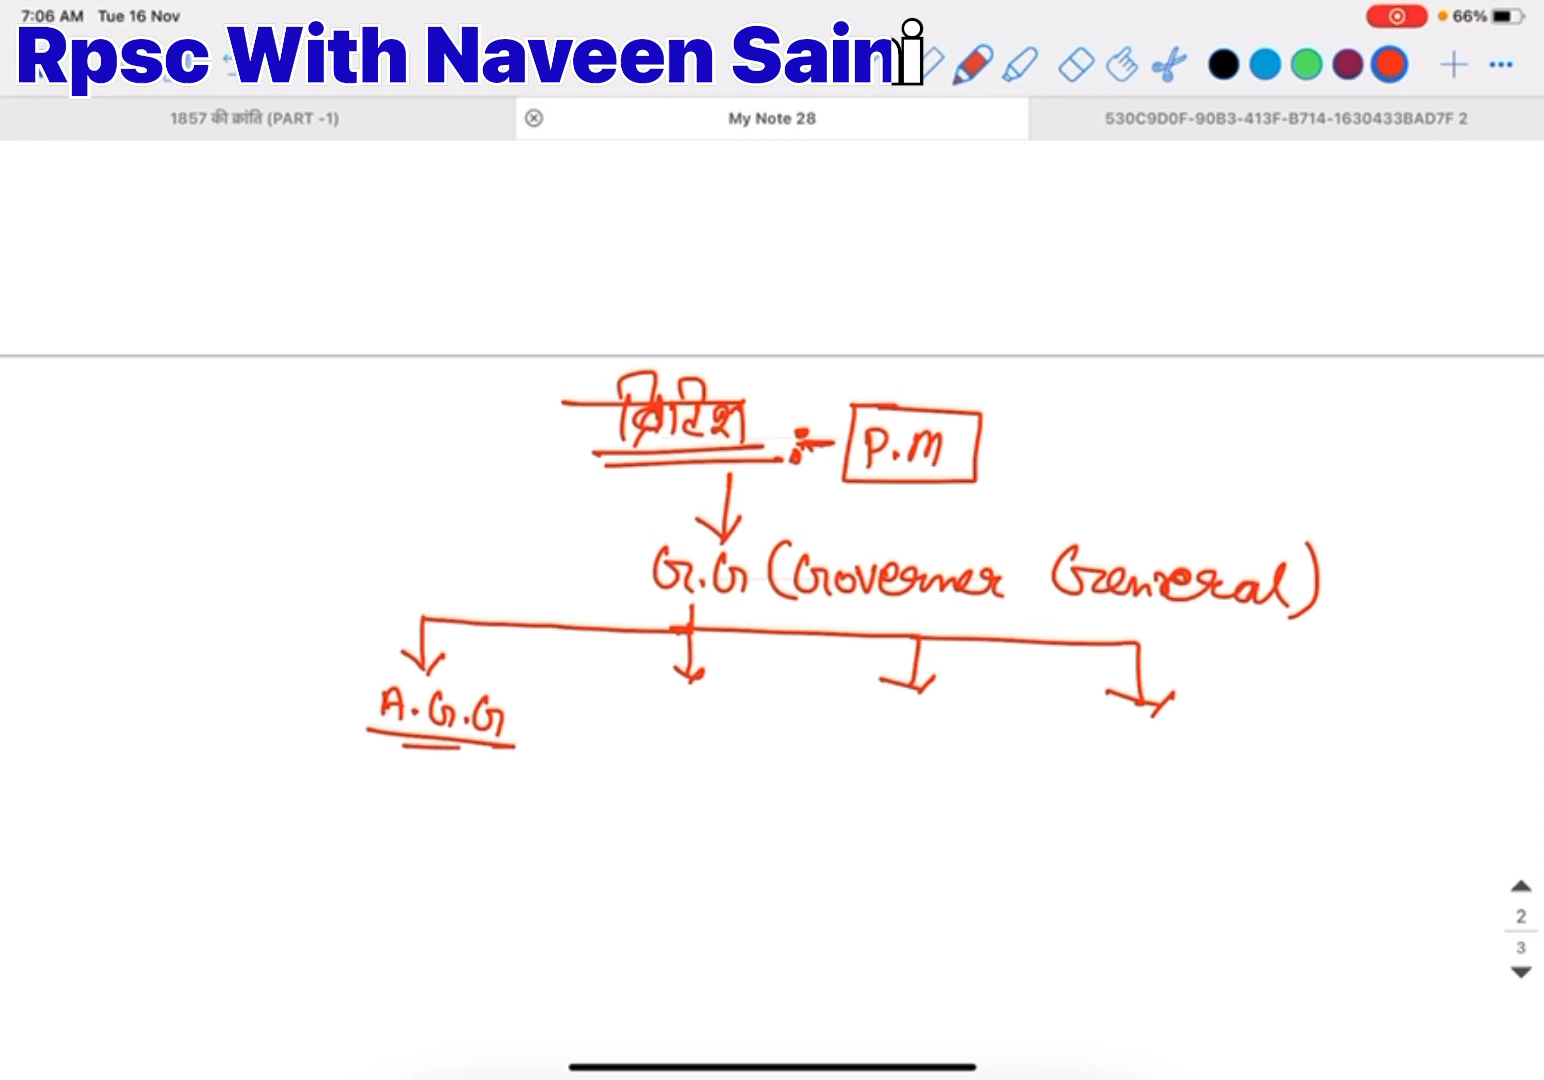 7:06 AM Tue 16 Nov
66%
Rpsc With Naveen Saini
1857 की क्रांति (PART -1)
My Note 28
530C9D0F-90B3-413F-B714-1630433BAD7F 2
ब्रिटिश :- P.M
G.G (Governer General)
A.G.G
2
3